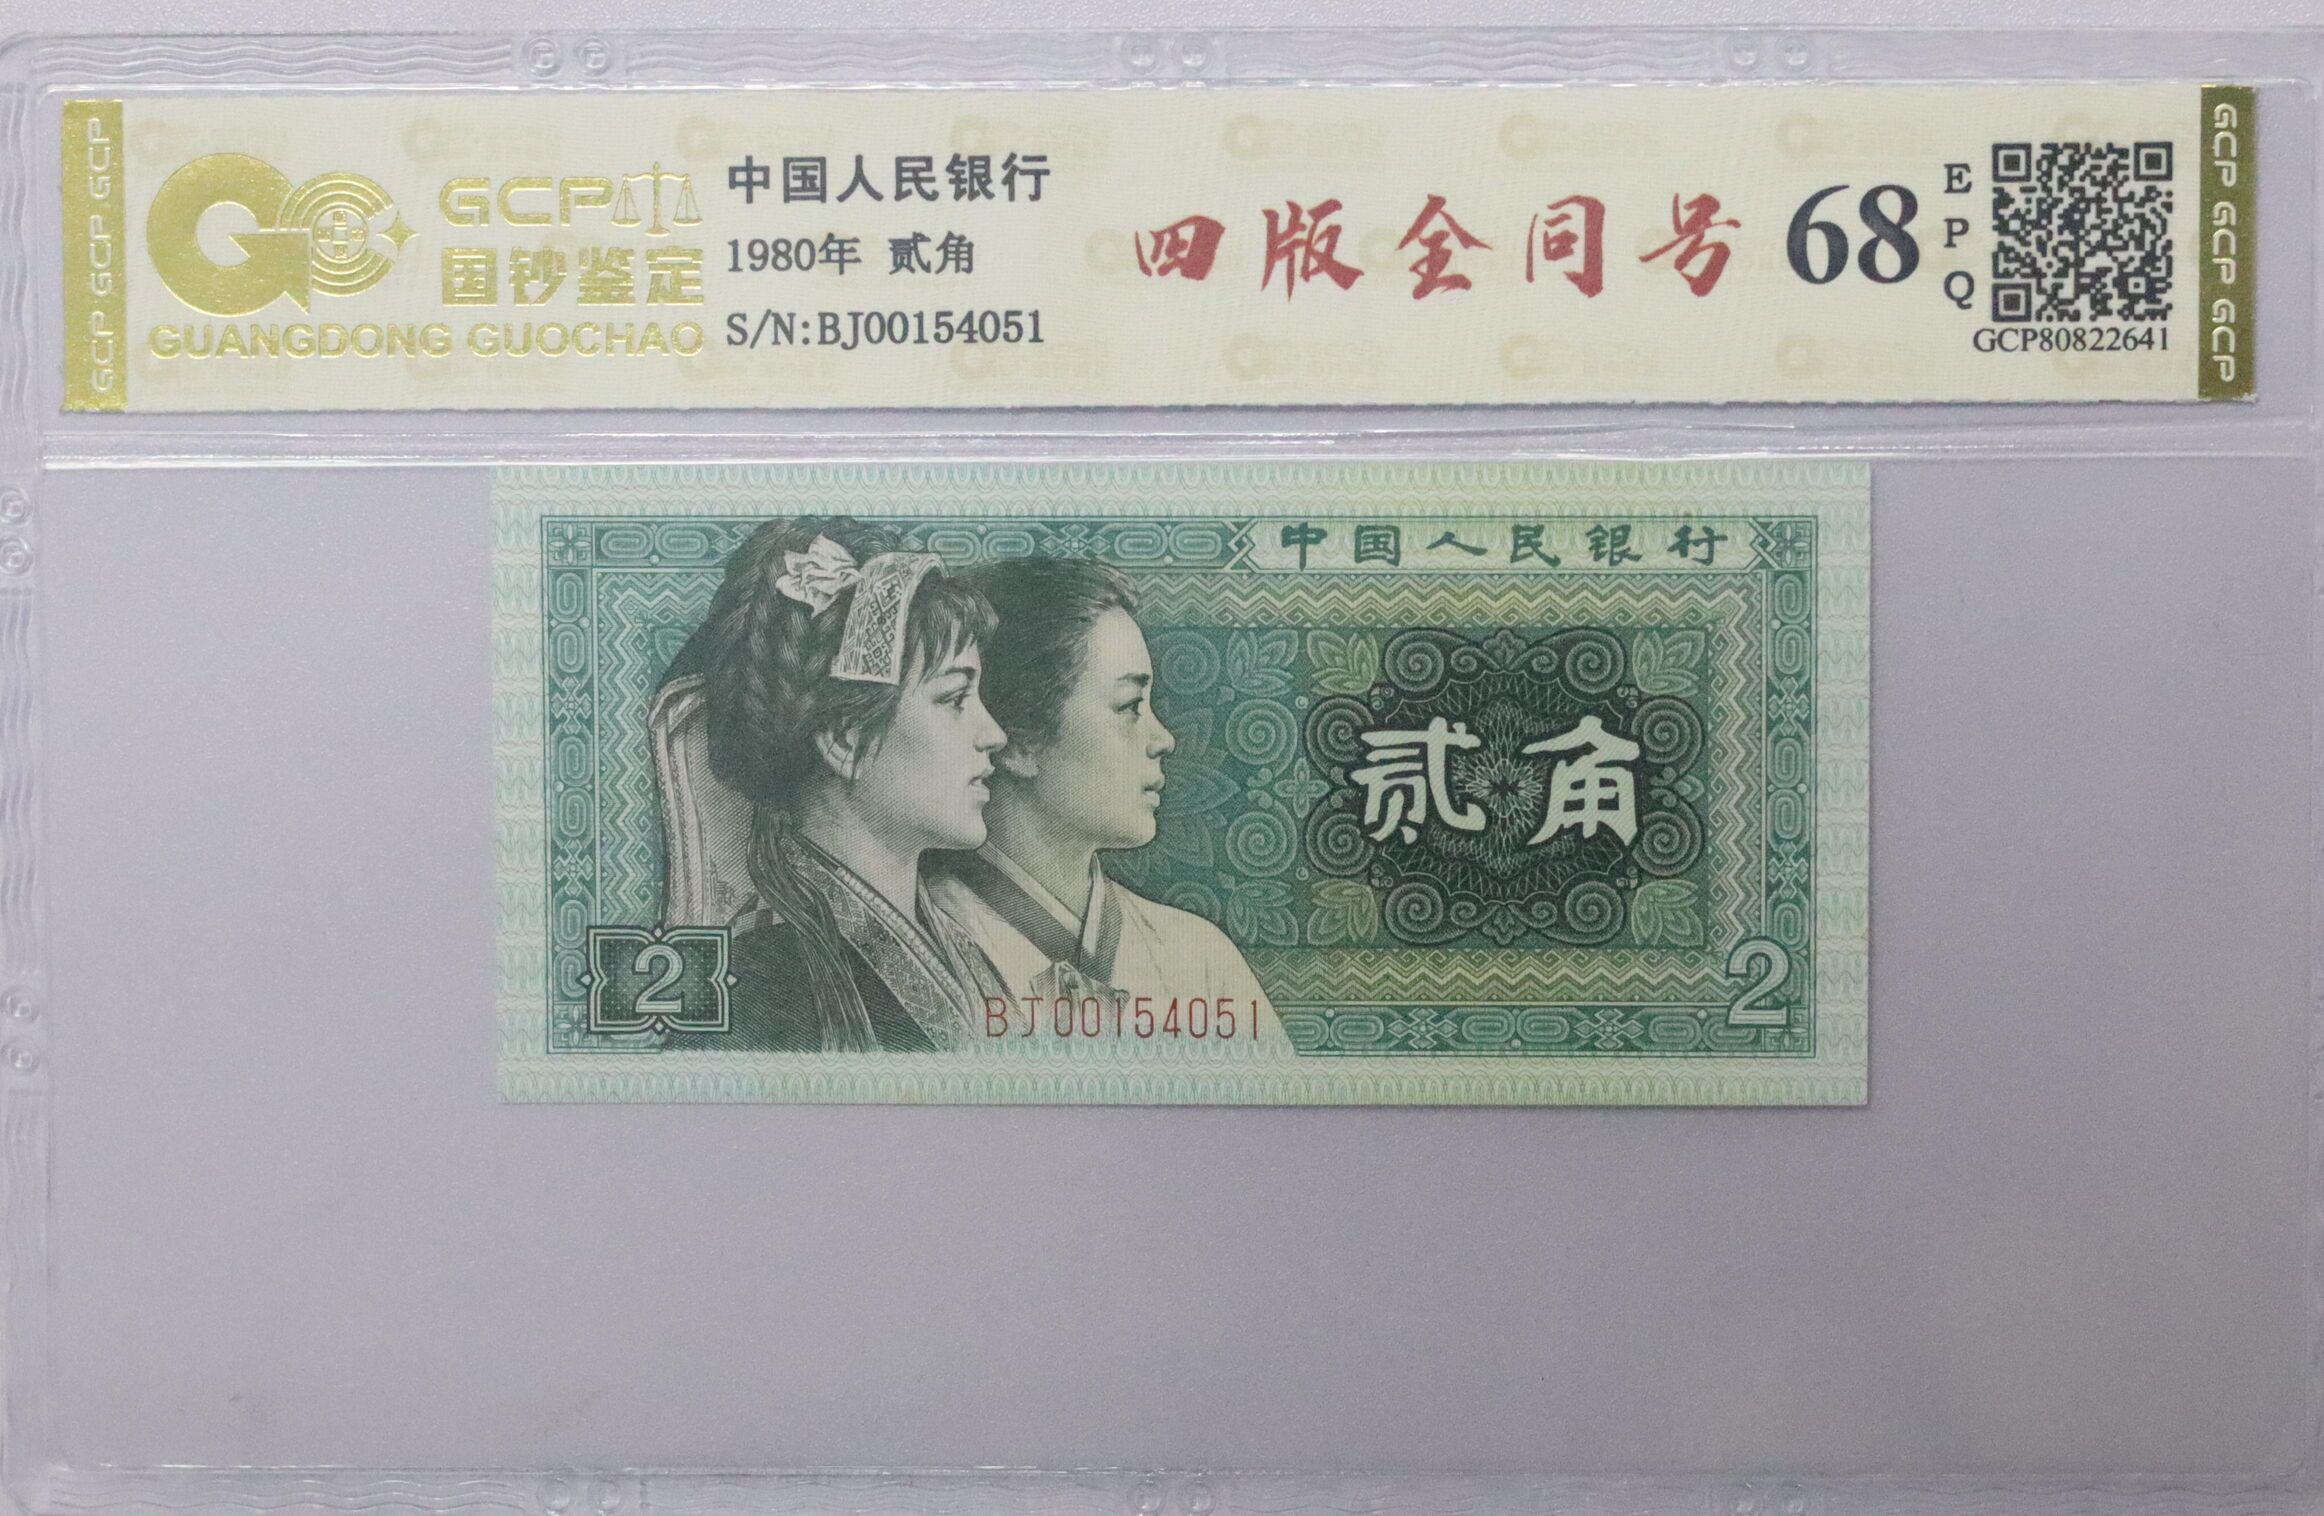 GCP GCP GCP
GCP
国钞鉴定
GUANGDONG GUOCHAO
中国人民银行
1980年 贰角
S/N:BJ00154051
四版全同号
68
EPQ
GCP80822641
GCP GCP GCP
中国人民银行
贰角
2
BJ00154051
2